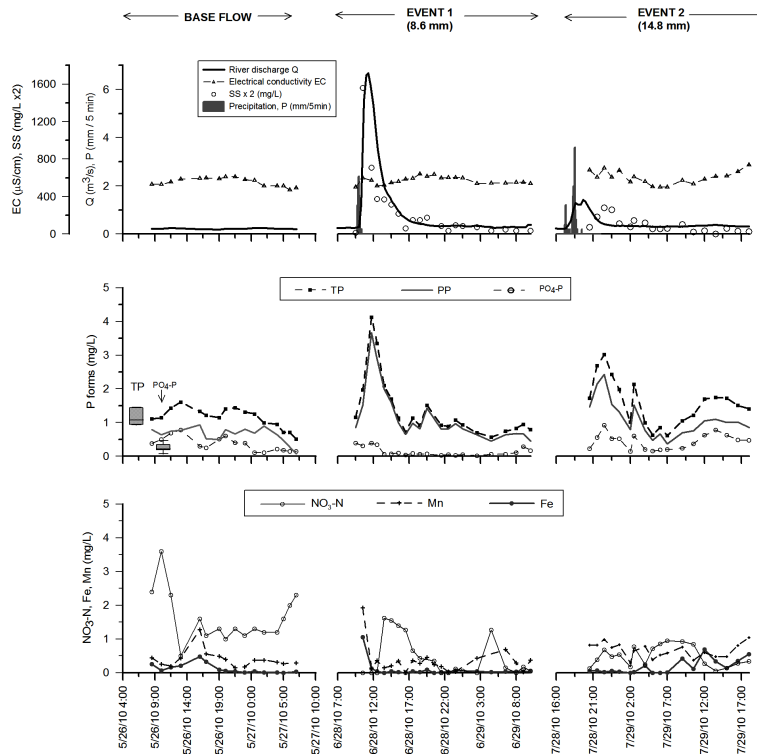 BASE FLOW
EVENT 1
(8.6 mm)
EVENT 2
(14.8 mm)
EC (µS/cm), SS (mg/L x2)
1600
1200
800
400
0
Q (m3/s), P (mm / 5 min)
6
4
2
0
River discharge Q
Electrical conductivity EC
SS x 2 (mg/L)
Precipitation, P (mm/5min)
P forms (mg/L)
5
4
3
2
1
0
TP
PP
PO4-P
TP
PO4-P
NO3-N, Fe, Mn (mg/L)
5
4
3
2
1
0
NO3-N
Mn
Fe
5/26/10 4:00
5/26/10 9:00
5/26/10 14:00
5/26/10 19:00
5/27/10 0:00
5/27/10 5:00
5/27/10 10:00
6/28/10 7:00
6/28/10 12:00
6/28/10 17:00
6/28/10 22:00
6/29/10 3:00
6/29/10 8:00
7/28/10 16:00
7/28/10 21:00
7/29/10 2:00
7/29/10 7:00
7/29/10 12:00
7/29/10 17:00